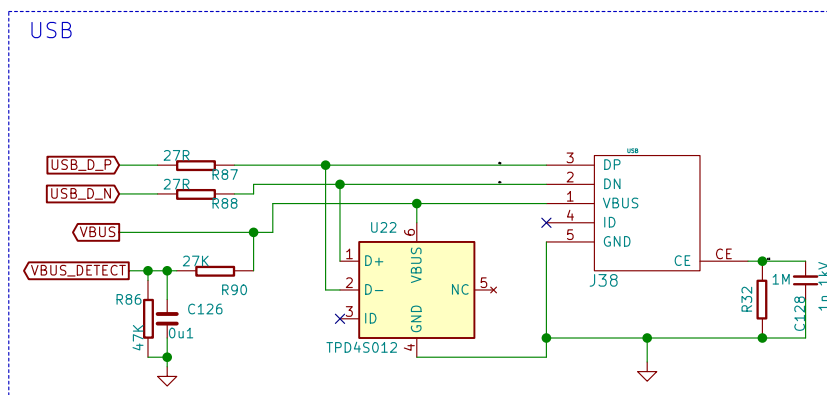 USB
USB_D_P
27R
R87
USB_D_N
27R
R88
VBUS
VBUS_DETECT
27K
R90
R86
47K
C126
0u1
U22
1 D+
2 D-
3 ID
6 VBUS
NC 5
GND 4
TPD4S012
USB
3 DP
2 DN
1 VBUS
4 ID
5 GND
CE CE
J38
R32
1M
C128
1n 1kV